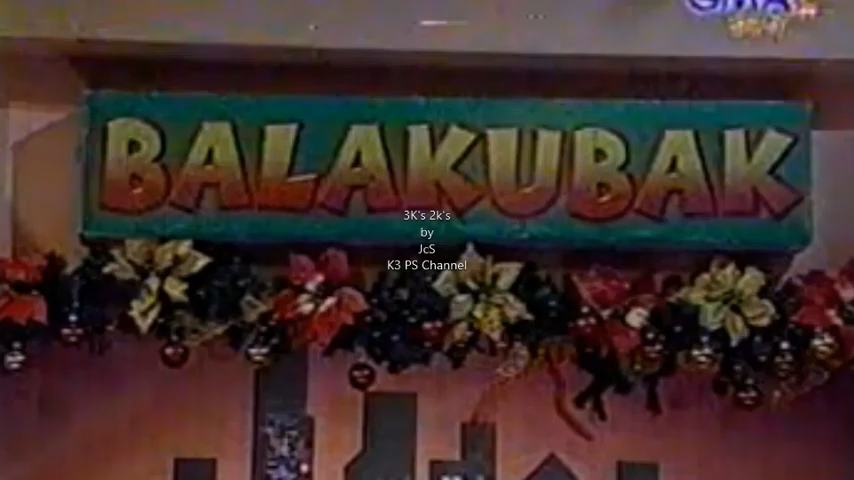 BALAKUBAK
3K's 2k's
by
JcS
K3 PS Channel